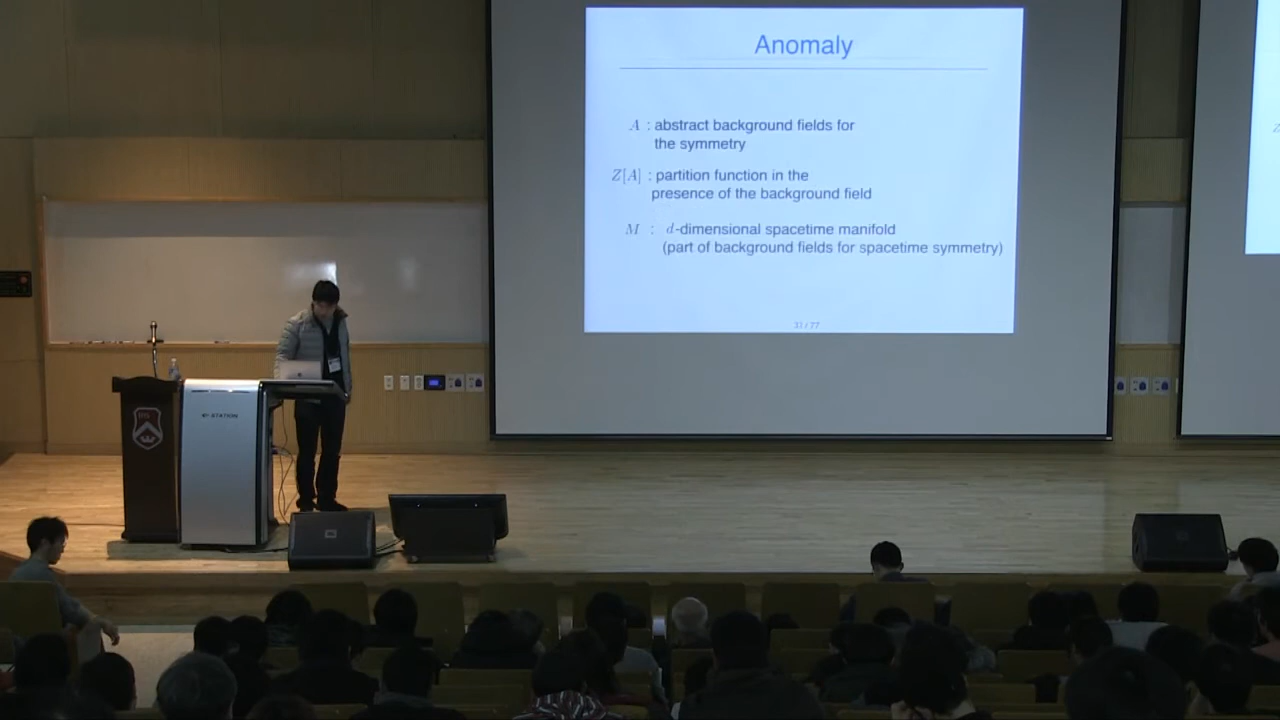 Anomaly
A : abstract background fields for
the symmetry
Z[A] : partition function in the
presence of the background field
M : d-dimensional spacetime manifold
(part of background fields for spacetime symmetry)
STATION